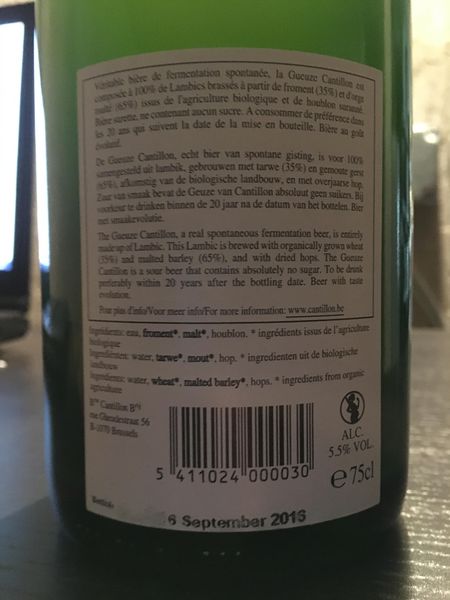 Véritable bière de fermentation spontanée, la Gueuze Cantillon est
composée à 100% de Lambics brassés à partir de froment (35%) et d'orge
malté (65%) issus de l'agriculture biologique et de houblon suranné.
Bière surette, ne contenant aucun sucre. A consommer de préférence dans
les 20 ans qui suivent la date de la mise en bouteille. Bière au goût
évolutif.
De Gueuze Cantillon, echt bier van spontane gisting, is voor 100%
samengesteld uit lambik, gebrouwen met tarwe (35%) en gemoute gerst
(65%), afkomstig van de biologische landbouw, en met overjaarse hop.
Zuur van smaak bevat de Geuze van Cantillon absoluut geen suikers. Bij
voorkeur te drinken binnen de 20 jaar na de datum van het bottelen. Bier
met smaakevolutie.
The Gueuze Cantillon, a real spontaneous fermentation beer, is entirely
made up of Lambic. This Lambic is brewed with organically grown wheat
(35%) and malted barley (65%), and with dried hops. The Gueuze
Cantillon is a sour beer that contains absolutely no sugar. To be drunk
preferably within 20 years after the bottling date. Beer with taste
evolution.
Pour plus d'info/Voor meer info/For more information: www.cantillon.be
Ingrédients: eau, froment*, malt*, houblon. * ingrédients issus de l'agriculture
biologique
Ingrediënten: water, tarwe*, mout*, hop. * ingredienten uit de biologische
landbouw
Ingredients: water, wheat*, malted barley*, hops. * ingredients from organic
agriculture
Brie Cantillon Brij
rue Gheudestraat 56
B-1070 Brussels
ALC.
5.5% VOL.
5 411024 000030
e 75cl
6 September 2016